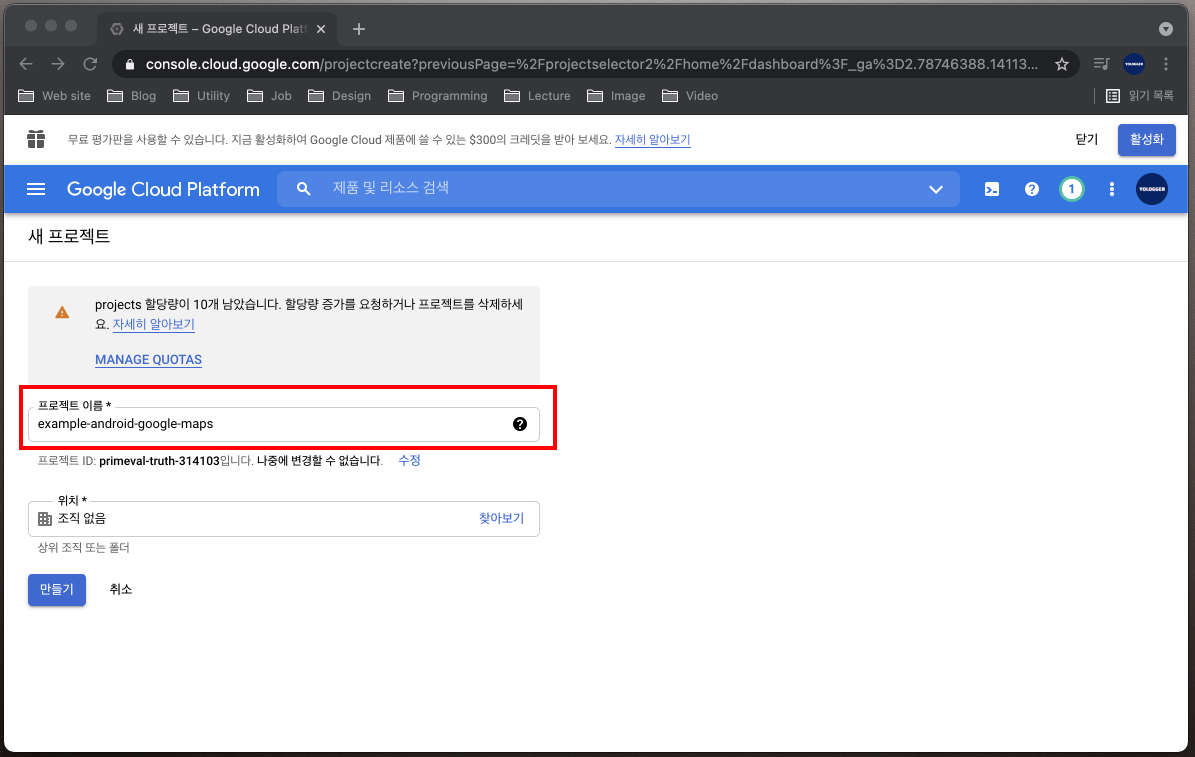 새 프로젝트 – Google Cloud Platf
console.cloud.google.com/projectcreate?previousPage=%2Fprojectselector2%2Fhome%2Fdashboard%3F_ga%3D2.78746388.14113...
YOLOGGER
Web site Blog Utility Job Design Programming Lecture Image Video 읽기 목록
무료 평가판을 사용할 수 있습니다. 지금 활성화하여 Google Cloud 제품에 쓸 수 있는 $300의 크레딧을 받아 보세요. 자세히 알아보기 닫기 활성화
Google Cloud Platform 제품 및 리소스 검색 1 YOLOGGER
새 프로젝트
projects 할당량이 10개 남았습니다. 할당량 증가를 요청하거나 프로젝트를 삭제하세
요. 자세히 알아보기
MANAGE QUOTAS
프로젝트 이름 *
example-android-google-maps
프로젝트 ID: primeval-truth-314103입니다. 나중에 변경할 수 없습니다. 수정
위치 *
조직 없음 찾아보기
상위 조직 또는 폴더
만들기 취소